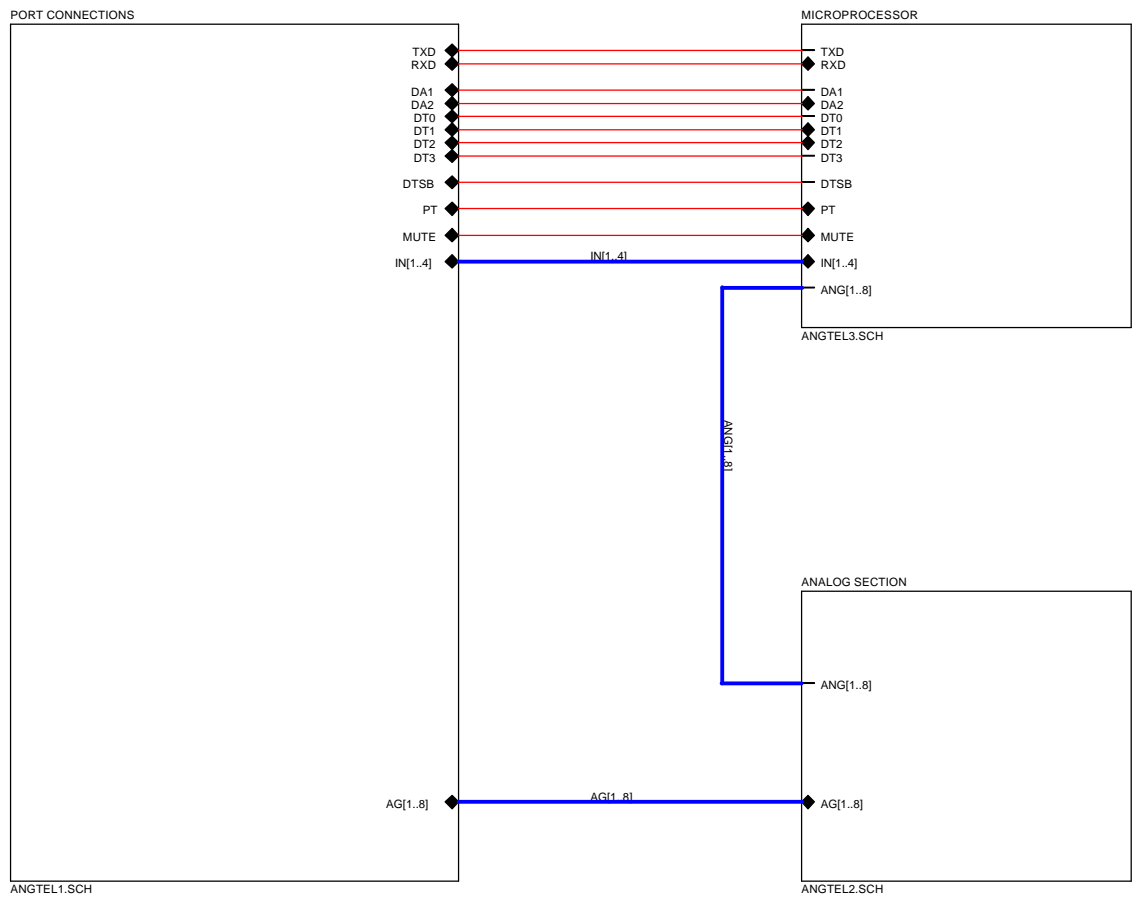 PORT CONNECTIONS
TXD
RXD
DA1
DA2
DT0
DT1
DT2
DT3
DTSB
PT
MUTE
IN[1..4]
AG[1..8]
ANGTEL1.SCH
IN[1..4]
ANG[1..8]
AG[1..8]
MICROPROCESSOR
TXD
RXD
DA1
DA2
DT0
DT1
DT2
DT3
DTSB
PT
MUTE
IN[1..4]
ANG[1..8]
ANGTEL3.SCH
ANALOG SECTION
ANG[1..8]
AG[1..8]
ANGTEL2.SCH